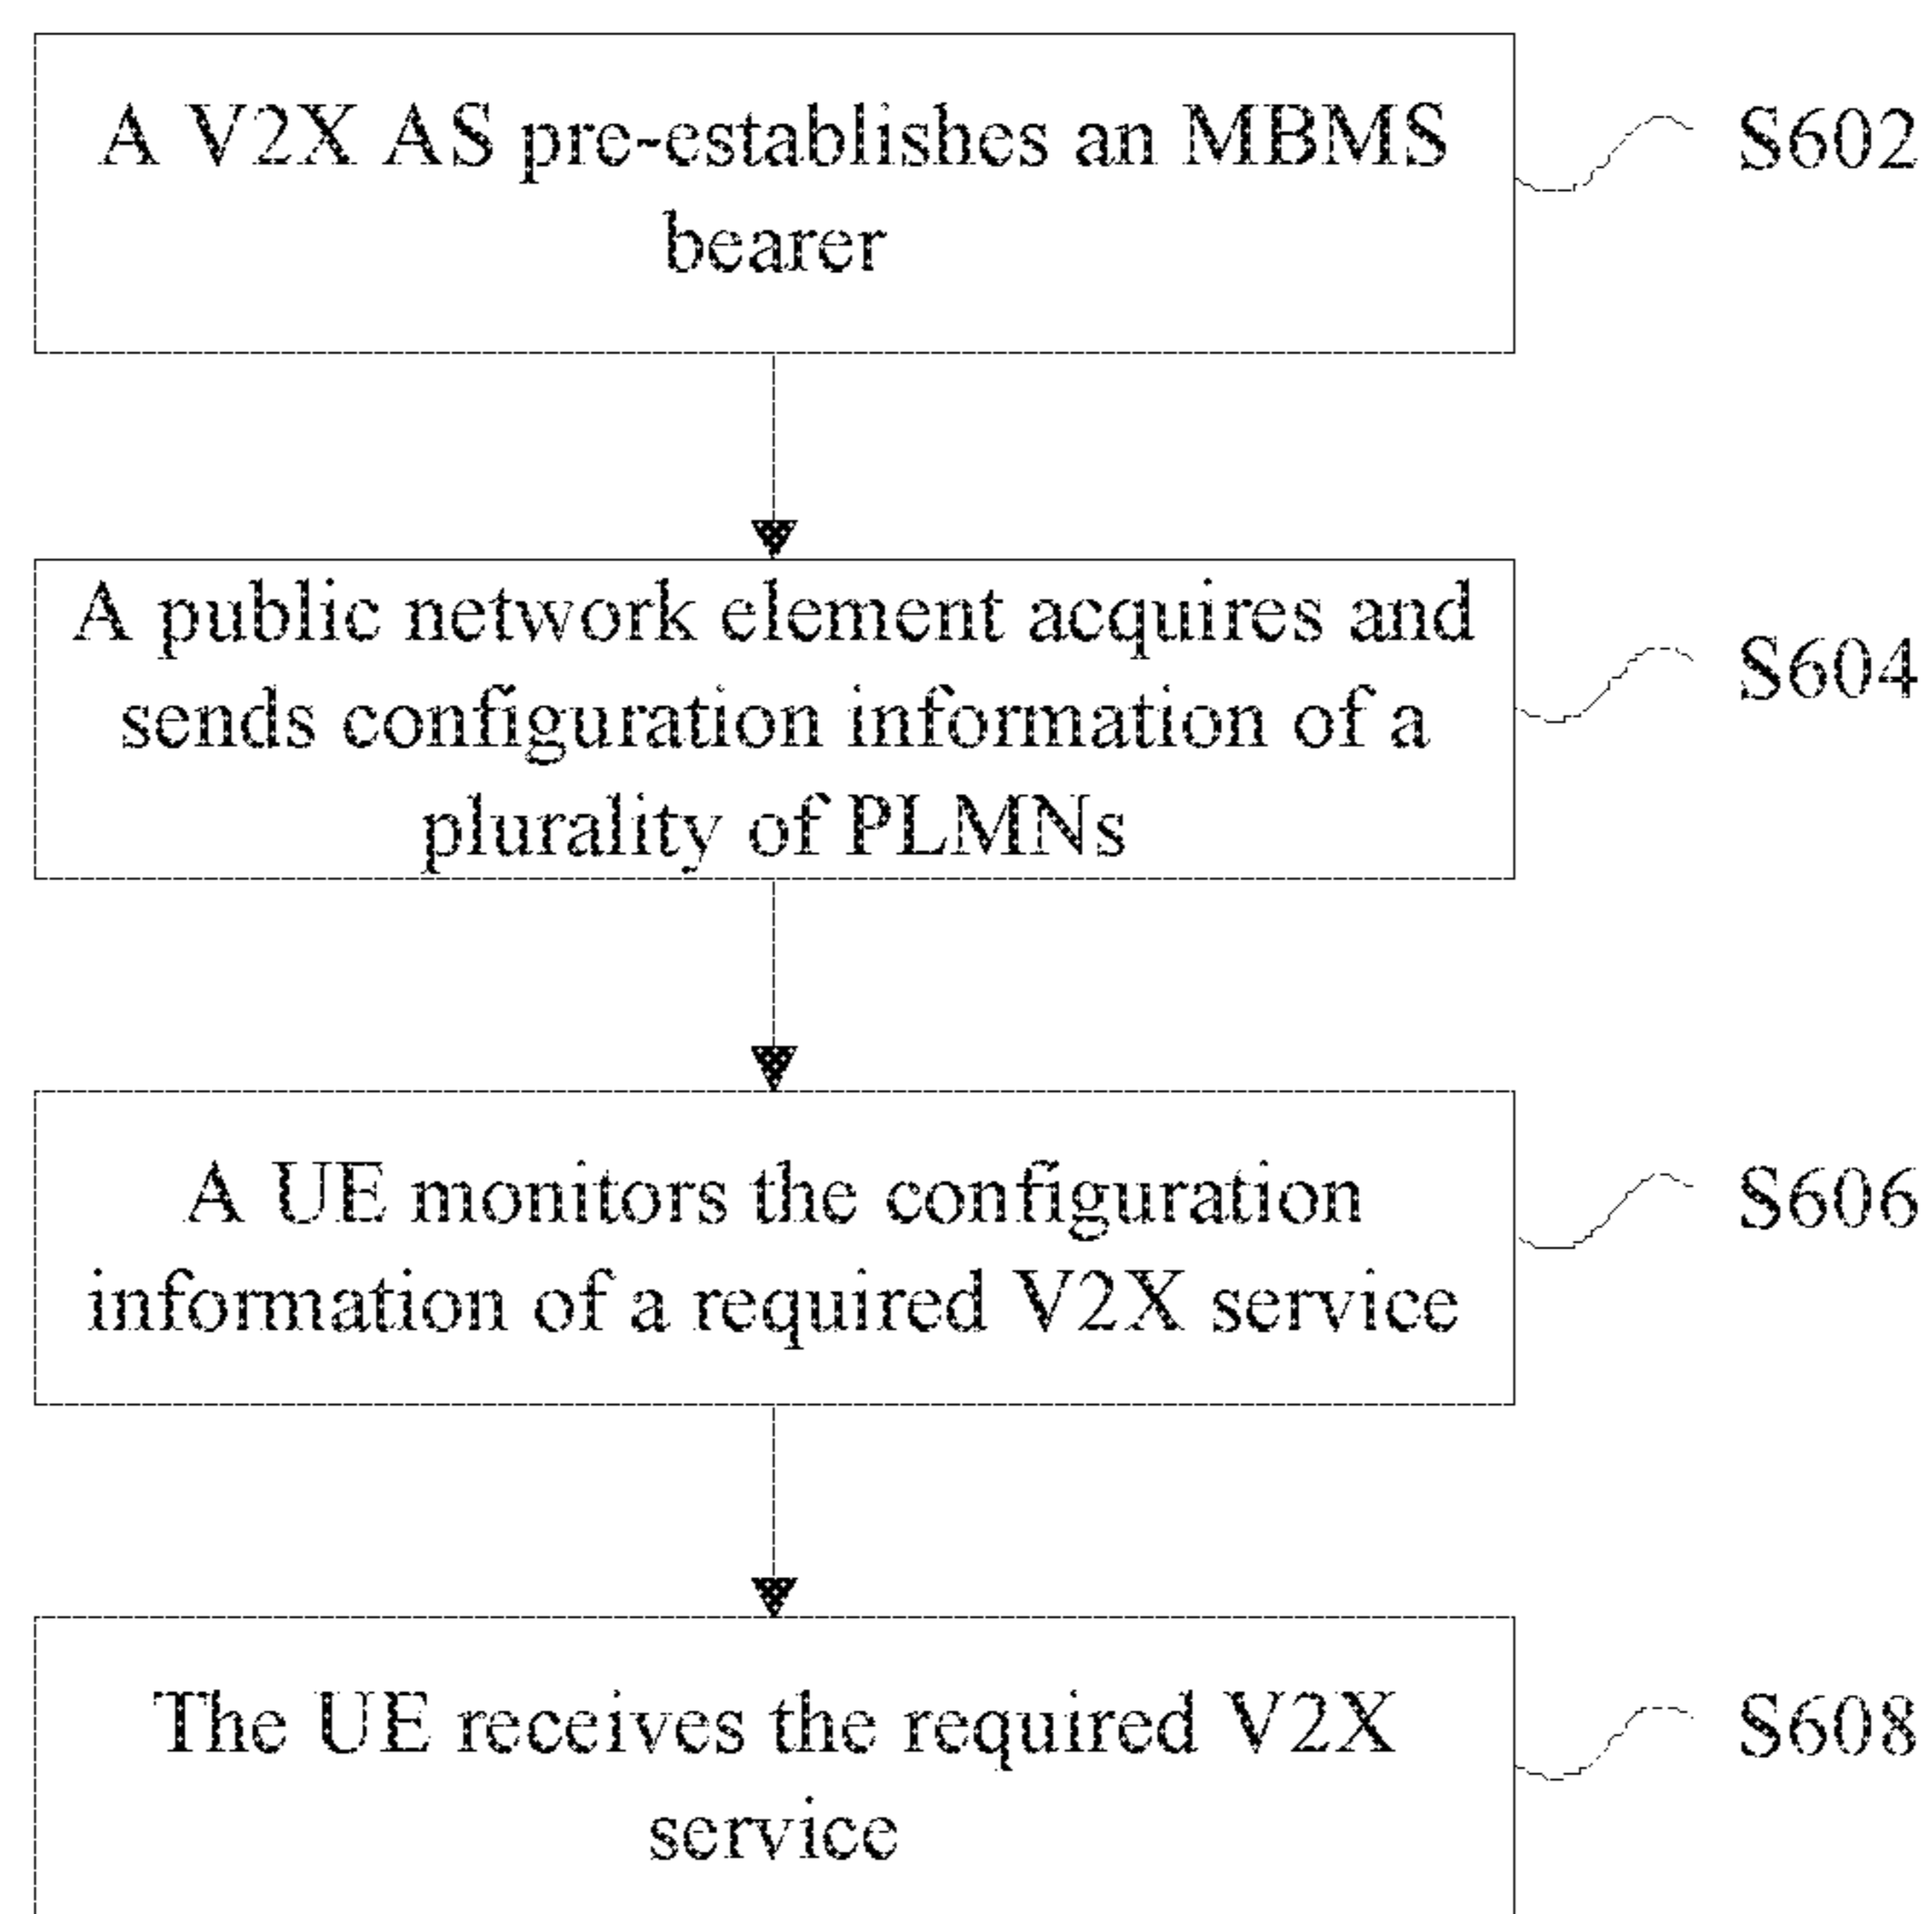 A V2X AS pre-establishes an MBMS
bearer
S602
A public network element acquires and
sends configuration information of a
plurality of PLMNs
S604
A UE monitors the configuration
information of a required V2X service
S606
The UE receives the required V2X
service
S608